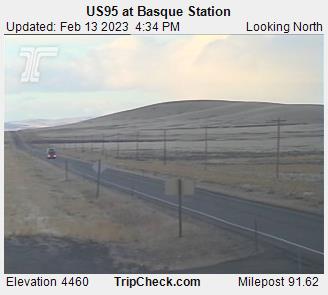 US95 at Basque Station
Updated: Feb 13 2023 4:34 PM Looking North
Elevation 4460 TripCheck.com Milepost 91.62